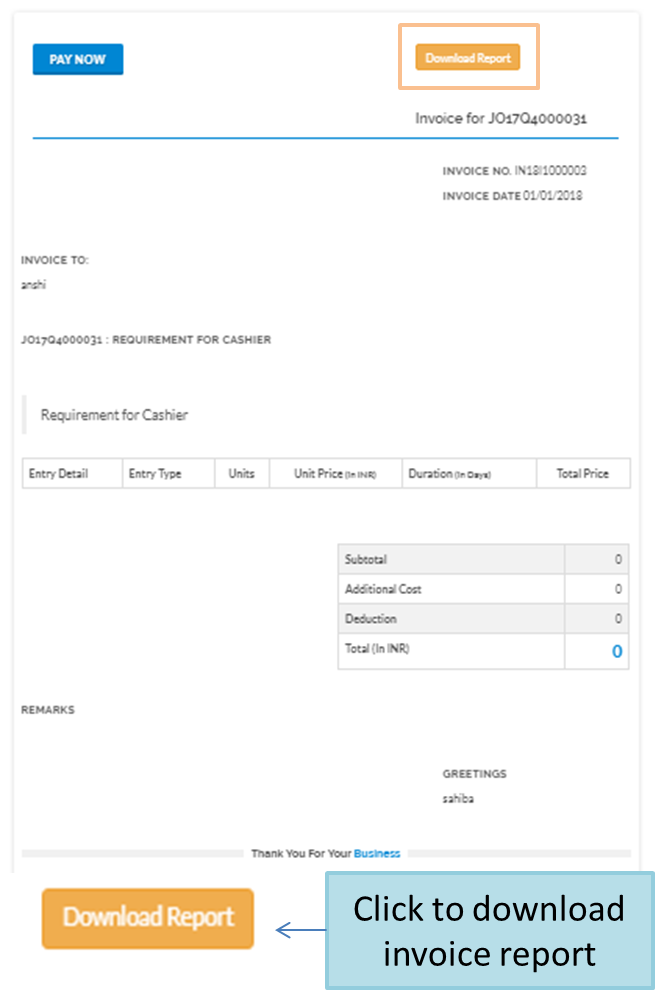 PAY NOW
Download Report
Invoice for JO17Q4000031
INVOICE NO. IN18I1000003
INVOICE DATE 01/01/2018
INVOICE TO:
anshi
JO17Q4000031 : REQUIREMENT FOR CASHIER
Requirement for Cashier
Entry Detail Entry Type Units Unit Price (In INR) Duration (In Days) Total Price
Subtotal 0
Additional Cost 0
Deduction 0
Total (In INR) 0
REMARKS
GREETINGS
sahiba
Thank You For Your Business
Download Report
Click to download
invoice report